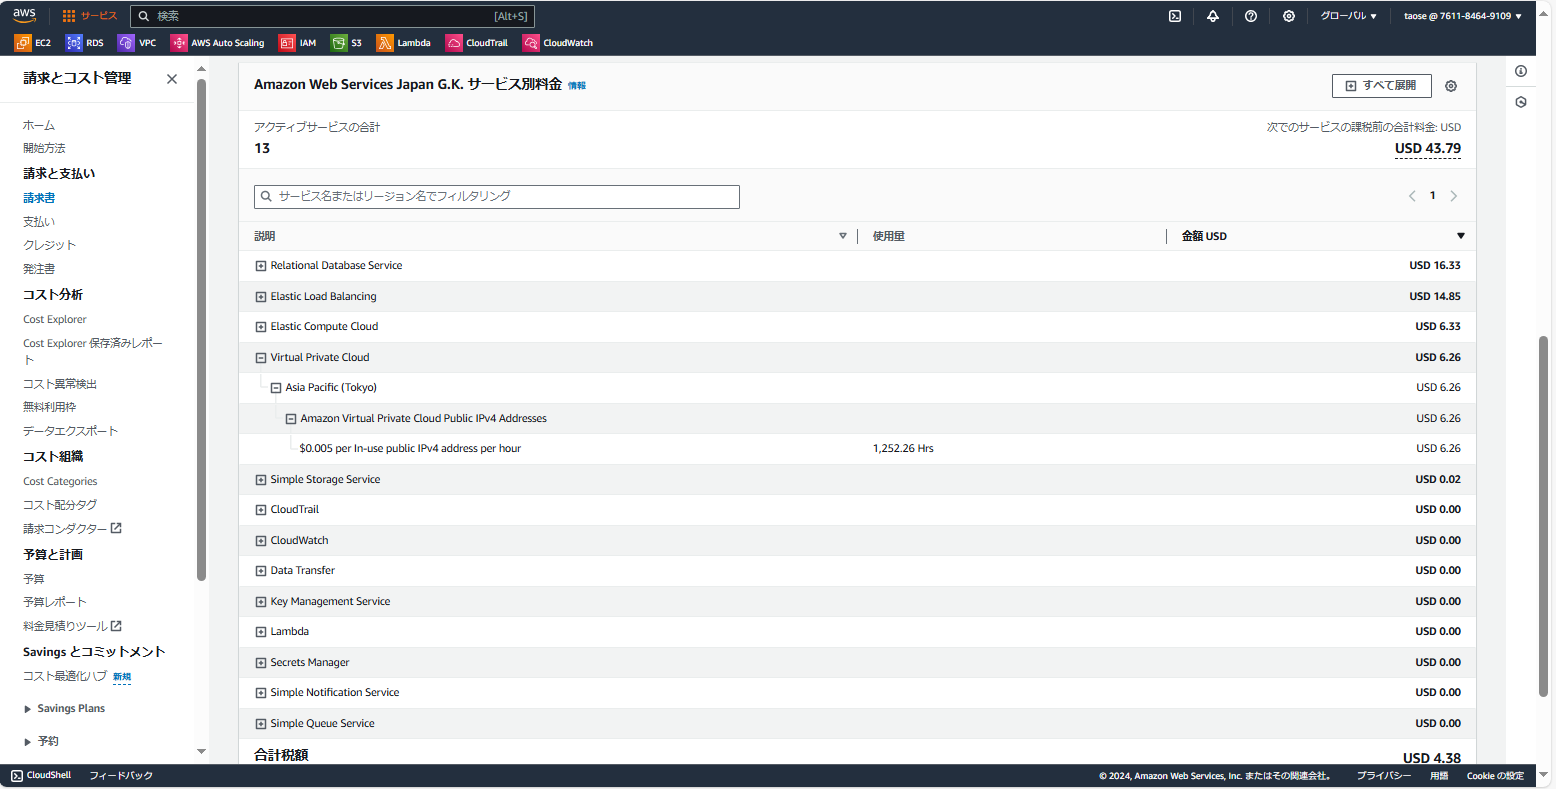 aws
サービス
検索
[Alt+S]
グローバル ▼
taose @ 7611-8464-9109 ▼
EC2
RDS
VPC
AWS Auto Scaling
IAM
S3
Lambda
CloudTrail
CloudWatch
請求とコスト管理
ホーム
開始方法
請求と支払い
請求書
支払い
クレジット
発注書
コスト分析
Cost Explorer
Cost Explorer 保存済みレポー
ト
コスト異常検出
無料利用枠
データエクスポート
コスト組織
Cost Categories
コスト配分タグ
請求コンダクター
予算と計画
予算
予算レポート
料金見積りツール
Savings とコミットメント
コスト最適化ハブ 新規
Savings Plans
予約
Amazon Web Services Japan G.K. サービス別料金 情報
すべて展開
アクティブサービスの合計
13
次でのサービスの課税前の合計料金: USD
USD 43.79
サービス名またはリージョン名でフィルタリング
1
説明
使用量
金額 USD
Relational Database Service
USD 16.33
Elastic Load Balancing
USD 14.85
Elastic Compute Cloud
USD 6.33
Virtual Private Cloud
USD 6.26
Asia Pacific (Tokyo)
USD 6.26
Amazon Virtual Private Cloud Public IPv4 Addresses
USD 6.26
$0.005 per In-use public IPv4 address per hour
1,252.26 Hrs
USD 6.26
Simple Storage Service
USD 0.02
CloudTrail
USD 0.00
CloudWatch
USD 0.00
Data Transfer
USD 0.00
Key Management Service
USD 0.00
Lambda
USD 0.00
Secrets Manager
USD 0.00
Simple Notification Service
USD 0.00
Simple Queue Service
USD 0.00
合計税額
USD 4.38
CloudShell
フィードバック
© 2024, Amazon Web Services, Inc. またはその関連会社。
プライバシー
用語
Cookie の設定